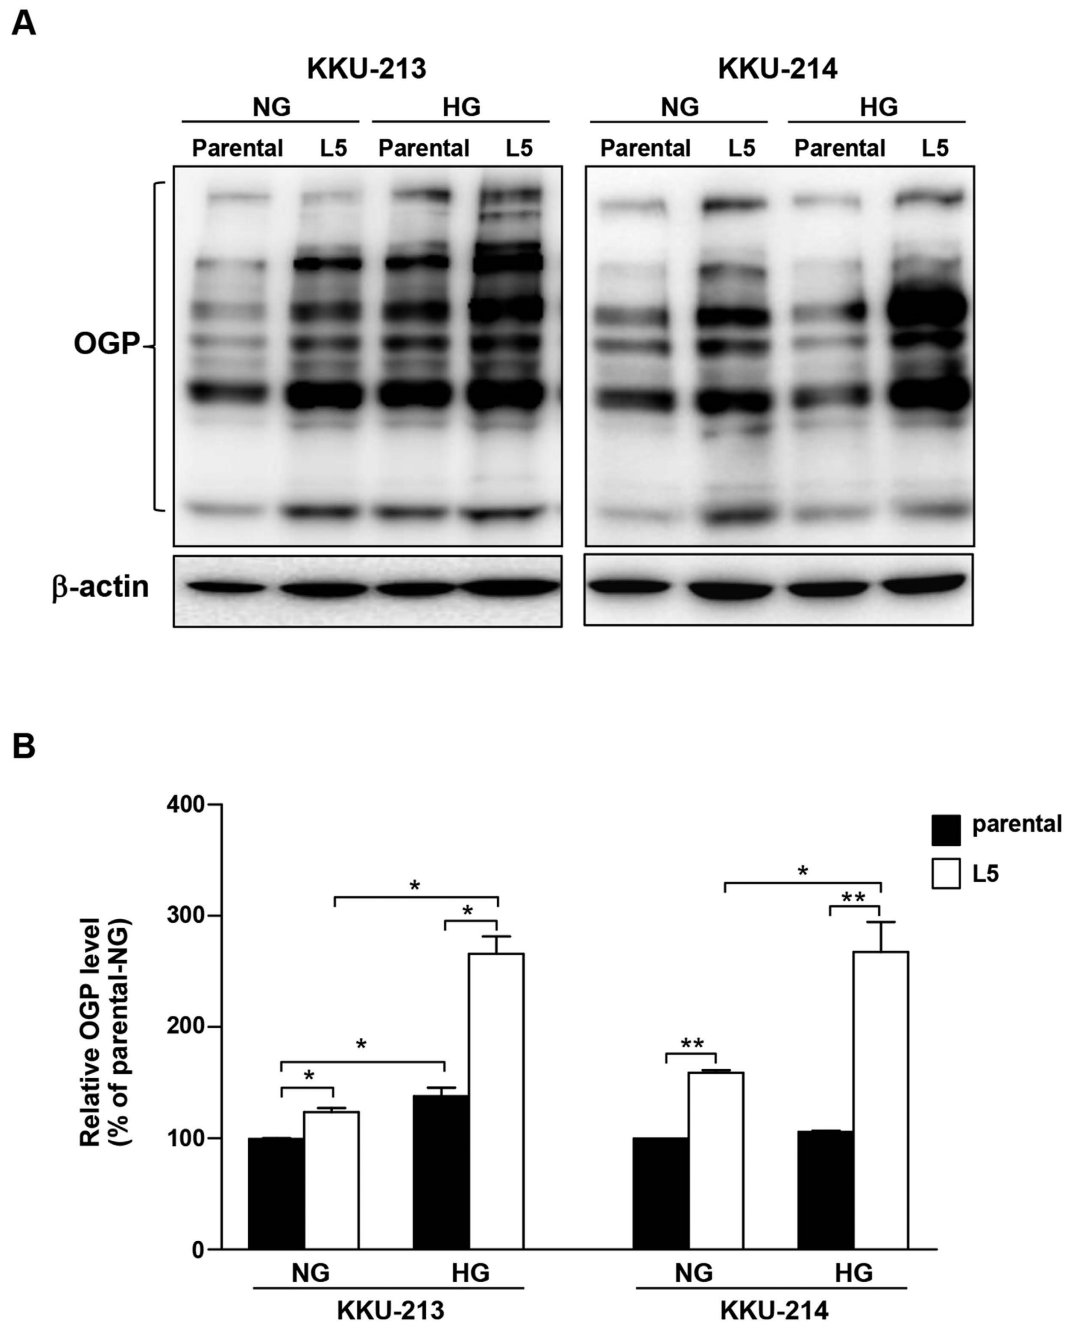 A
KKU-213 KKU-214
NG HG NG HG
Parental L5 Parental L5 Parental L5 Parental L5
OGP
β-actin
B
Relative OGP level
(% of parental-NG)
400
300
200
100
0
* * * *
** * **
parental
L5
NG HG NG HG
KKU-213 KKU-214